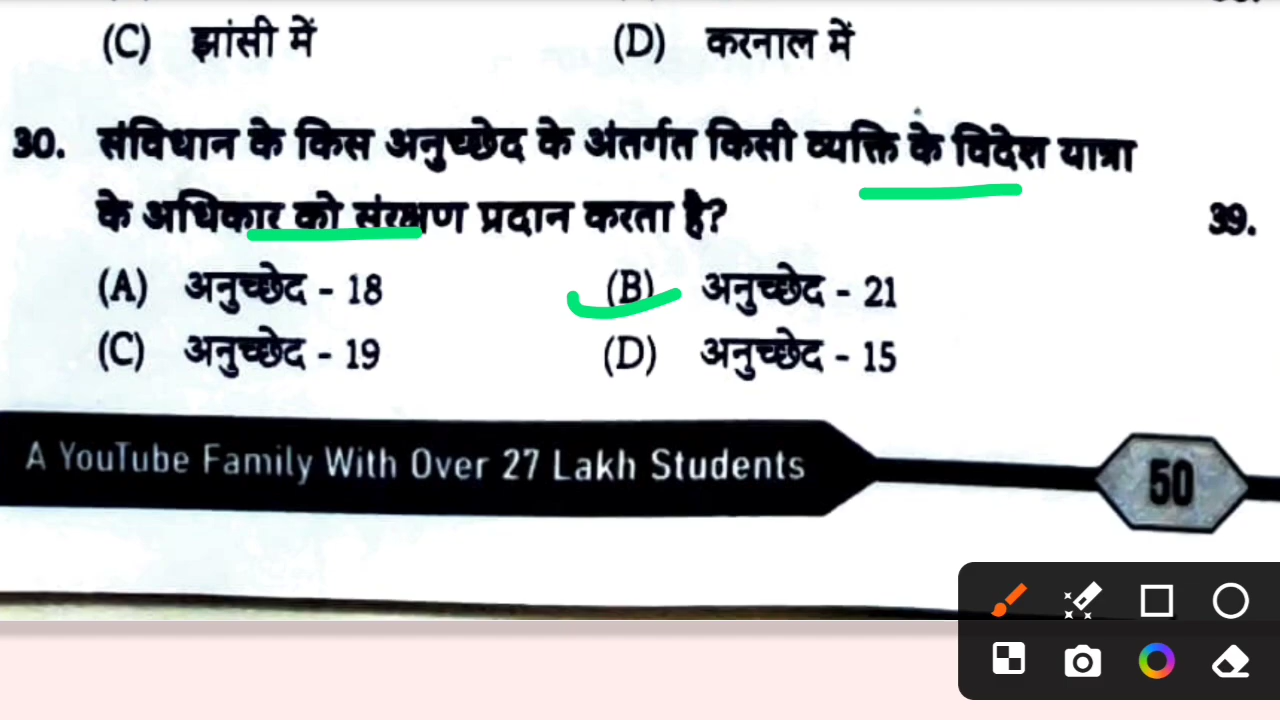 (C) झांसी में (D) करनाल में
30. संविधान के किस अनुच्छेद के अंतर्गत किसी व्यक्ति के विदेश यात्रा
के अधिकार को संरक्षण प्रदान करता है?
39.
(A) अनुच्छेद - 18 (B) अनुच्छेद - 21
(C) अनुच्छेद - 19 (D) अनुच्छेद - 15
A YouTube Family With Over 27 Lakh Students
50